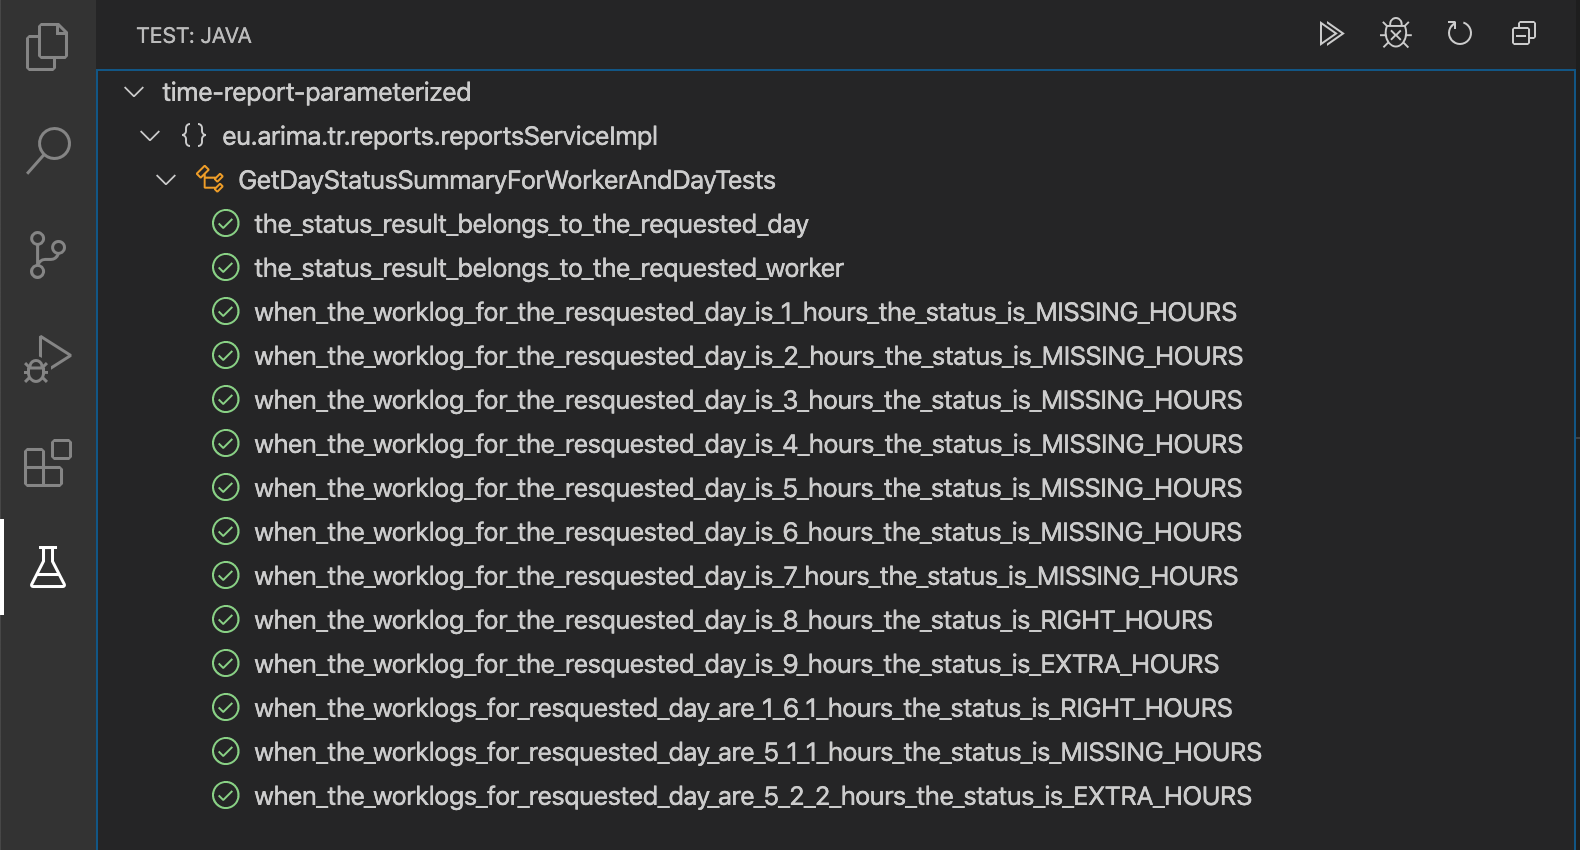 TEST: JAVA
time-report-parameterized
{} eu.arima.tr.reports.reportsServiceImpl
GetDayStatusSummaryForWorkerAndDayTests
the_status_result_belongs_to_the_requested_day
the_status_result_belongs_to_the_requested_worker
when_the_worklog_for_the_resquested_day_is_1_hours_the_status_is_MISSING_HOURS
when_the_worklog_for_the_resquested_day_is_2_hours_the_status_is_MISSING_HOURS
when_the_worklog_for_the_resquested_day_is_3_hours_the_status_is_MISSING_HOURS
when_the_worklog_for_the_resquested_day_is_4_hours_the_status_is_MISSING_HOURS
when_the_worklog_for_the_resquested_day_is_5_hours_the_status_is_MISSING_HOURS
when_the_worklog_for_the_resquested_day_is_6_hours_the_status_is_MISSING_HOURS
when_the_worklog_for_the_resquested_day_is_7_hours_the_status_is_MISSING_HOURS
when_the_worklog_for_the_resquested_day_is_8_hours_the_status_is_RIGHT_HOURS
when_the_worklog_for_the_resquested_day_is_9_hours_the_status_is_EXTRA_HOURS
when_the_worklogs_for_resquested_day_are_1_6_1_hours_the_status_is_RIGHT_HOURS
when_the_worklogs_for_resquested_day_are_5_1_1_hours_the_status_is_MISSING_HOURS
when_the_worklogs_for_resquested_day_are_5_2_2_hours_the_status_is_EXTRA_HOURS